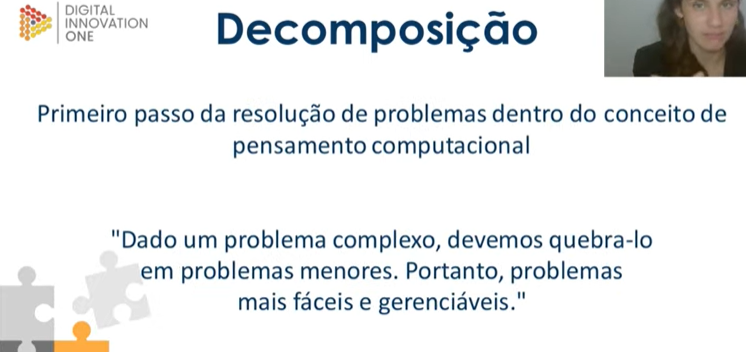 DIGITAL
INNOVATION
ONE
Decomposição
Primeiro passo da resolução de problemas dentro do conceito de
pensamento computacional
"Dado um problema complexo, devemos quebra-lo
em problemas menores. Portanto, problemas
mais fáceis e gerenciáveis."